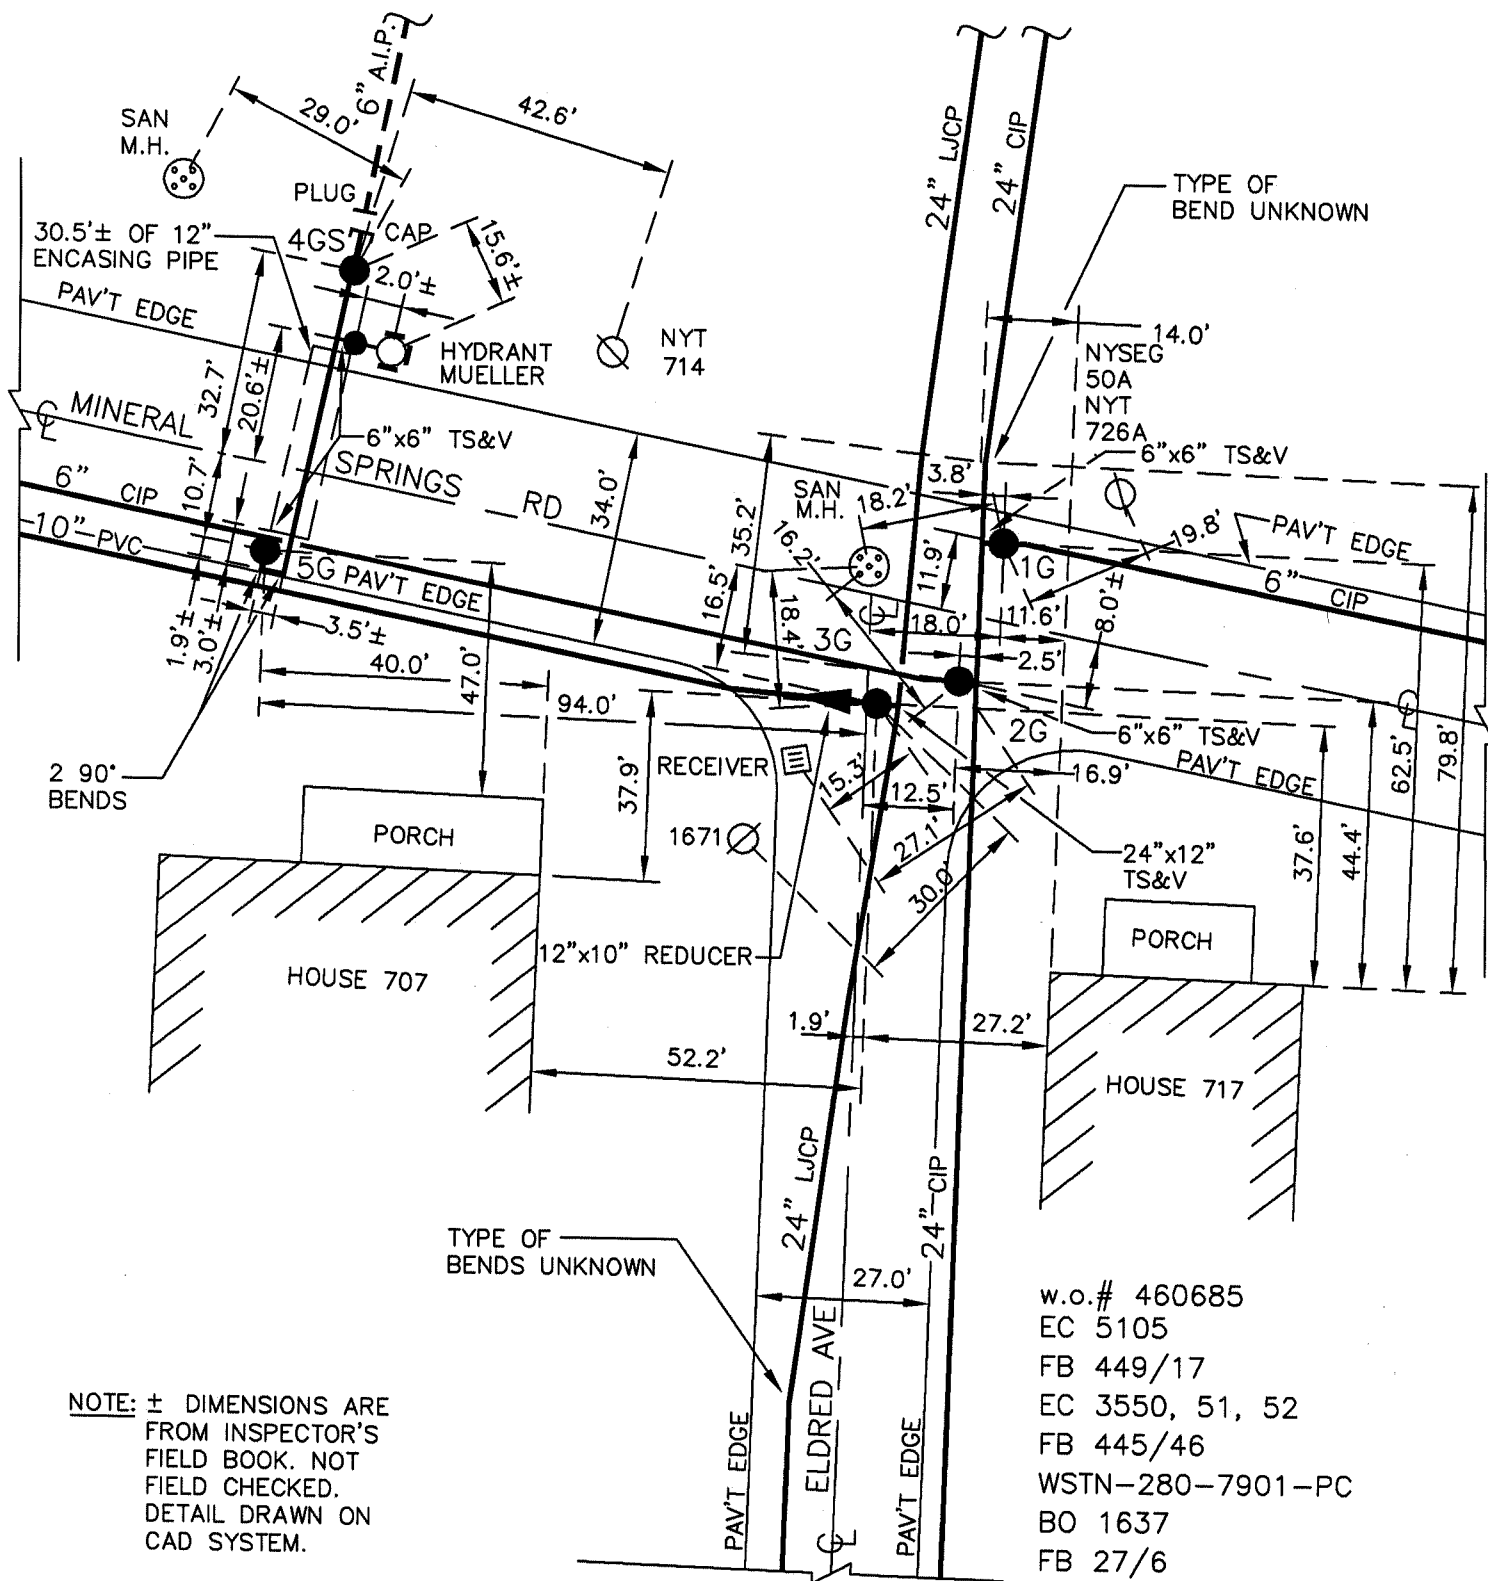 6" A.I.P.
29.0'
42.6'
SAN
M.H.
PLUG
CAP
4GS
15.6'±
2.0'±
30.5'± OF 12"
ENCASING PIPE
PAV'T EDGE
24" LJCP
24" CIP
TYPE OF
BEND UNKNOWN
14.0'
NYSEG
50A
NYT
726A
6"x6" TS&V
HYDRANT
MUELLER
NYT
714
32.7'
20.6'±
MINERAL
SPRINGS
RD
6"x6" TS&V
34.0'
35.2'
3.8'
SAN
M.H.
18.2'
19.8'
PAV'T EDGE
6"
CIP
10" PVC
10.7'
5G
PAV'T EDGE
16.5'
16.2'
18.4'
11.9'
1G
6"
CIP
11.6'
8.0'±
18.0'
3G
2.5'
1.9'±
3.0'±
3.5'±
40.0'
47.0'
94.0'
2G
6"x6" TS&V
PAV'T EDGE
16.9'
62.5'
79.8'
2 90°
BENDS
37.9'
RECEIVER
15.3'
12.5'
27.1'
30.0'
1671
24"x12"
TS&V
37.6'
44.4'
PORCH
PORCH
HOUSE 707
12"x10" REDUCER
1.9'
27.2'
52.2'
HOUSE 717
24" LJCP
24" CIP
TYPE OF
BENDS UNKNOWN
27.0'
ELDRED AVE
PAV'T EDGE
PAV'T EDGE
NOTE: ± DIMENSIONS ARE
FROM INSPECTOR'S
FIELD BOOK. NOT
FIELD CHECKED.
DETAIL DRAWN ON
CAD SYSTEM.
w.o.# 460685
EC 5105
FB 449/17
EC 3550, 51, 52
FB 445/46
WSTN-280-7901-PC
BO 1637
FB 27/6